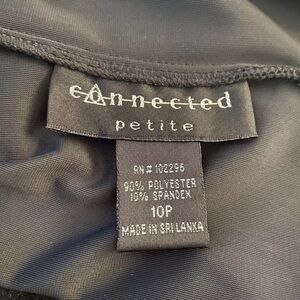 connected
petite
RN# 102296
90% POLYESTER
10% SPANDEX
10P
MADE IN SRI LANKA